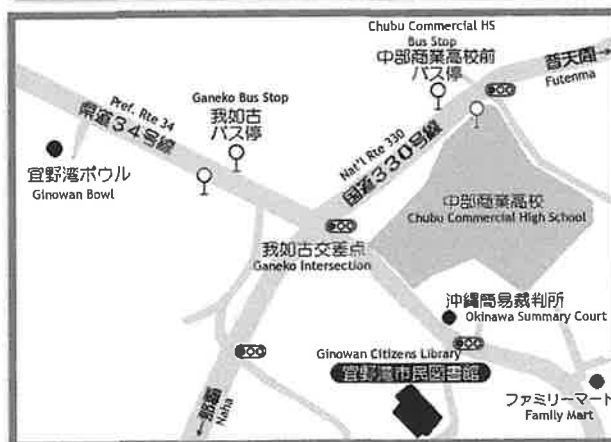 Chubu Commercial HS
Bus Stop
中部商業高校前
バス停
普天間→
Futenma
Ganeko Bus Stop
我如古
バス停
Pref. Rte 34
県道34号線
Nat'l Rte 330
国道330号線
宜野湾ボウル
Ginowan Bowl
中部商業高校
Chubu Commercial High School
我如古交差点
Ganeko Intersection
沖縄簡易裁判所
Okinawa Summary Court
Ginowan Citizens Library
宜野湾市民図書館
←那覇
Naha
ファミリーマート
Family Mart